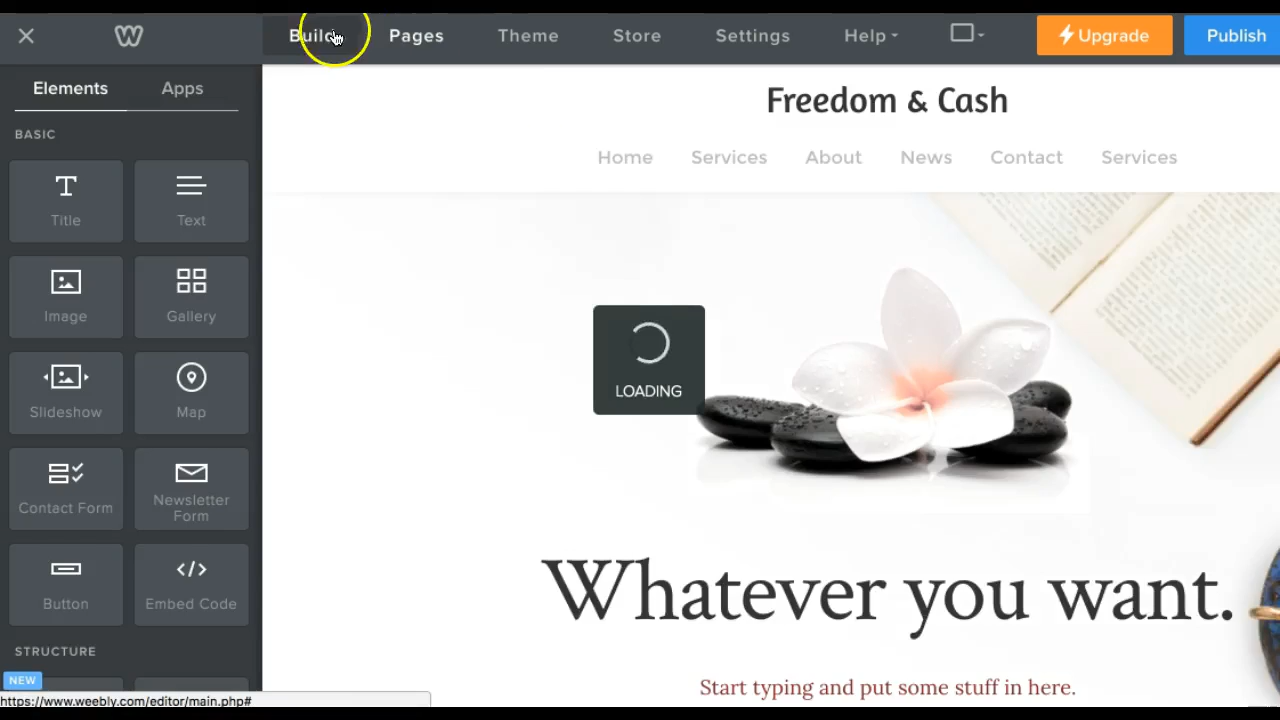 Build Pages Theme Store Settings Help Upgrade Publish
Elements Apps
BASIC
Title Text
Image Gallery
Slideshow Map
Contact Form Newsletter
Form
Button Embed Code
STRUCTURE
NEW
https://www.weebly.com/editor/main.php#
Freedom & Cash
Home Services About News Contact Services
LOADING
Whatever you want.
Start typing and put some stuff in here.